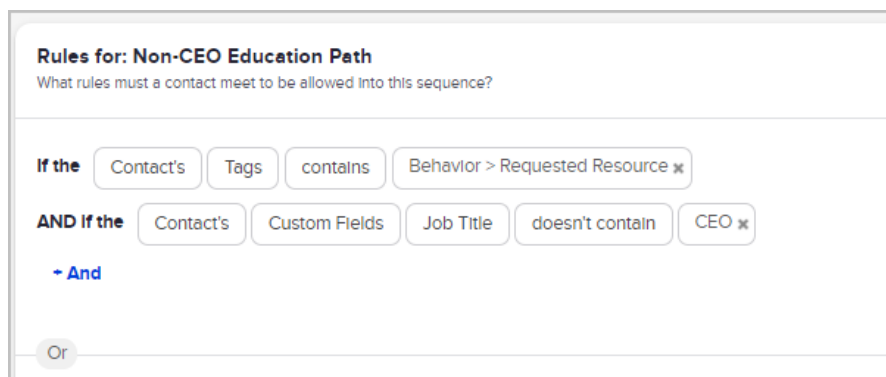 Rules for: Non-CEO Education Path
What rules must a contact meet to be allowed into this sequence?
If the Contact's Tags contains Behavior > Requested Resource ×
AND if the Contact's Custom Fields Job Title doesn't contain CEO ×
+ And
Or